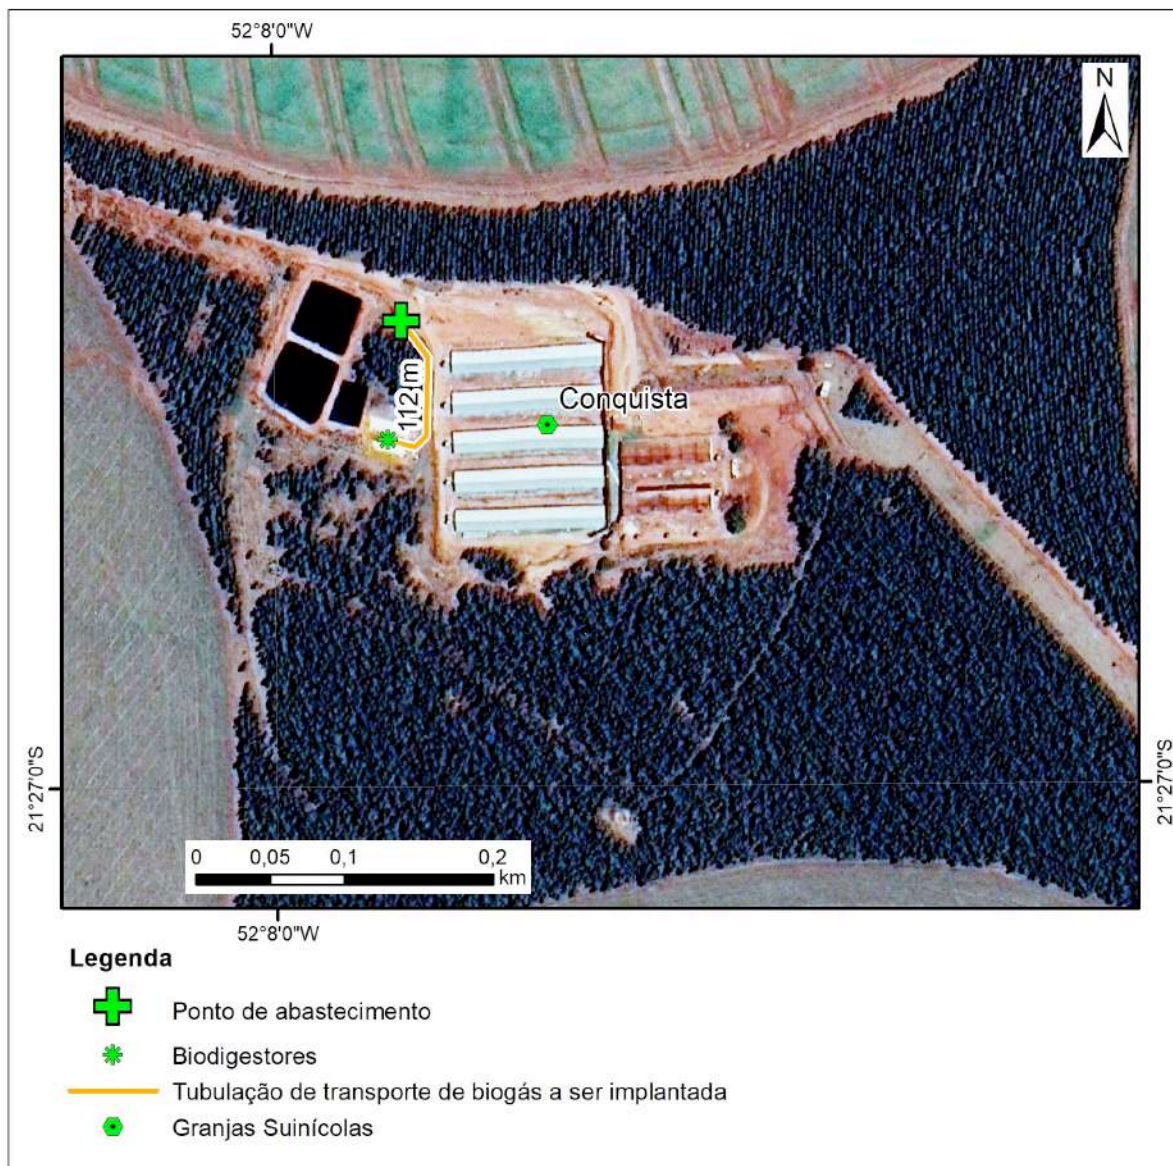 52°8'0"W
N
112 m
Conquista
21°27'0"S
21°27'0"S
0 0,05 0,1 0,2
km
52°8'0"W
Legenda
Ponto de abastecimento
Biodigestores
Tubulação de transporte de biogás a ser implantada
Granjas Suinícolas